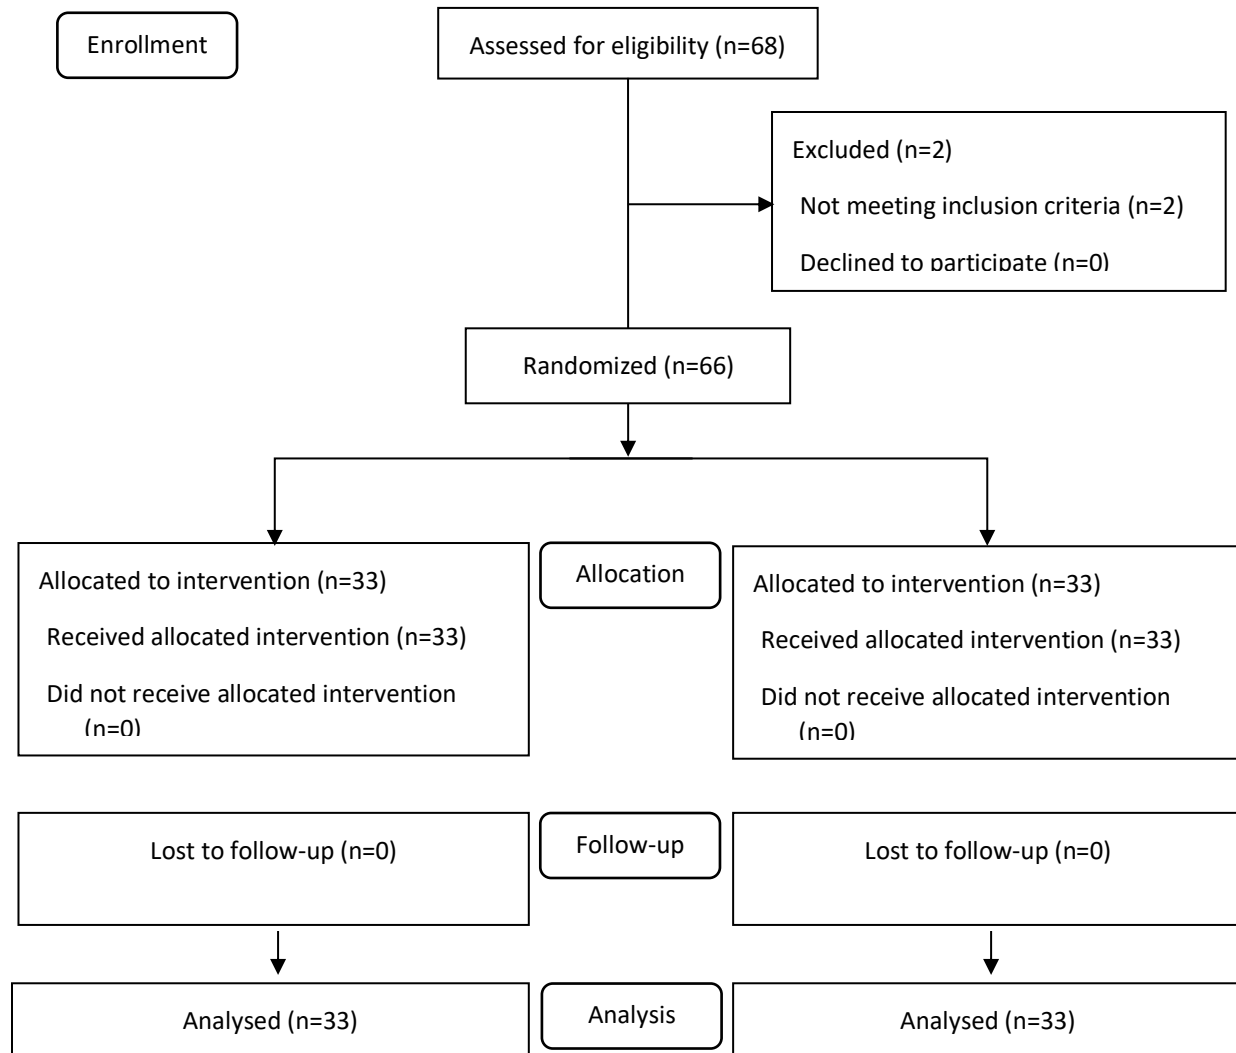 Enrollment
Assessed for eligibility (n=68)
Excluded (n=2)
Not meeting inclusion criteria (n=2)
Declined to participate (n=0)
Randomized (n=66)
Allocated to intervention (n=33)
Received allocated intervention (n=33)
Did not receive allocated intervention
(n=0)
Allocation
Allocated to intervention (n=33)
Received allocated intervention (n=33)
Did not receive allocated intervention
(n=0)
Lost to follow-up (n=0)
Follow-up
Lost to follow-up (n=0)
Analysed (n=33)
Analysis
Analysed (n=33)